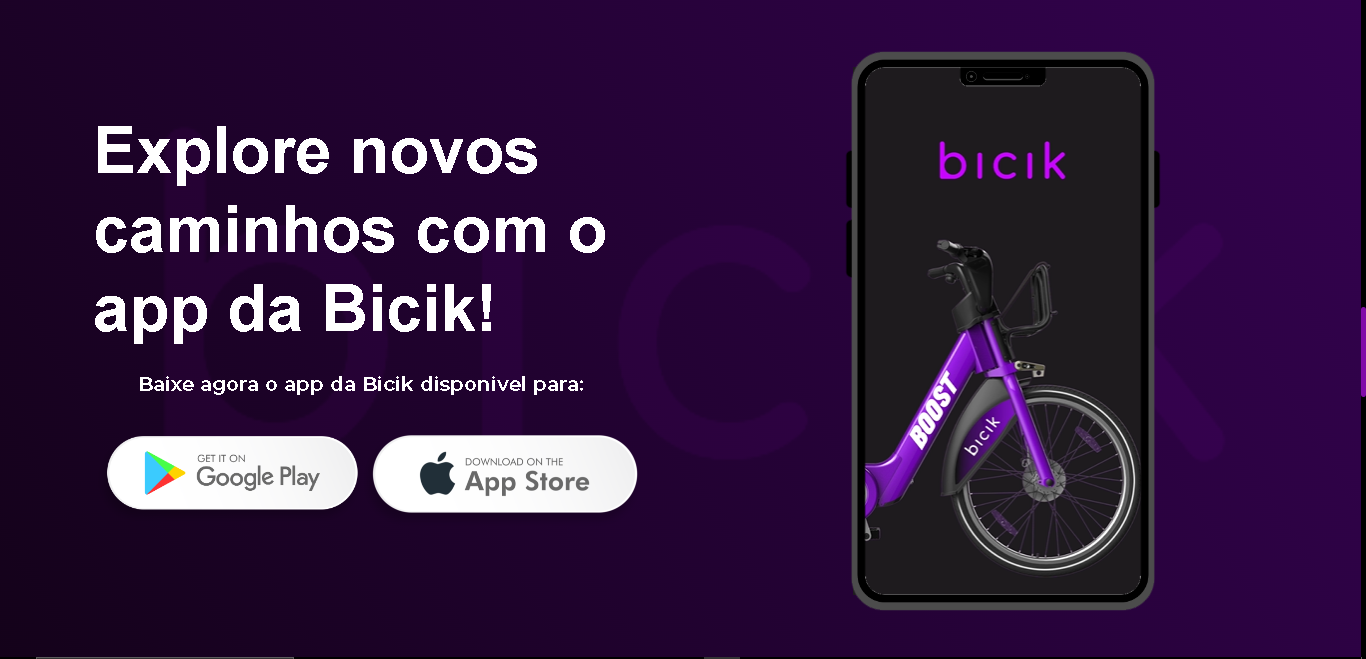 Explore novos
caminhos com o
app da Bicik!
Baixe agora o app da Bicik disponivel para:
GET IT ON
Google Play
DOWNLOAD ON THE
App Store
bicik
BOOST
bicik
bicik